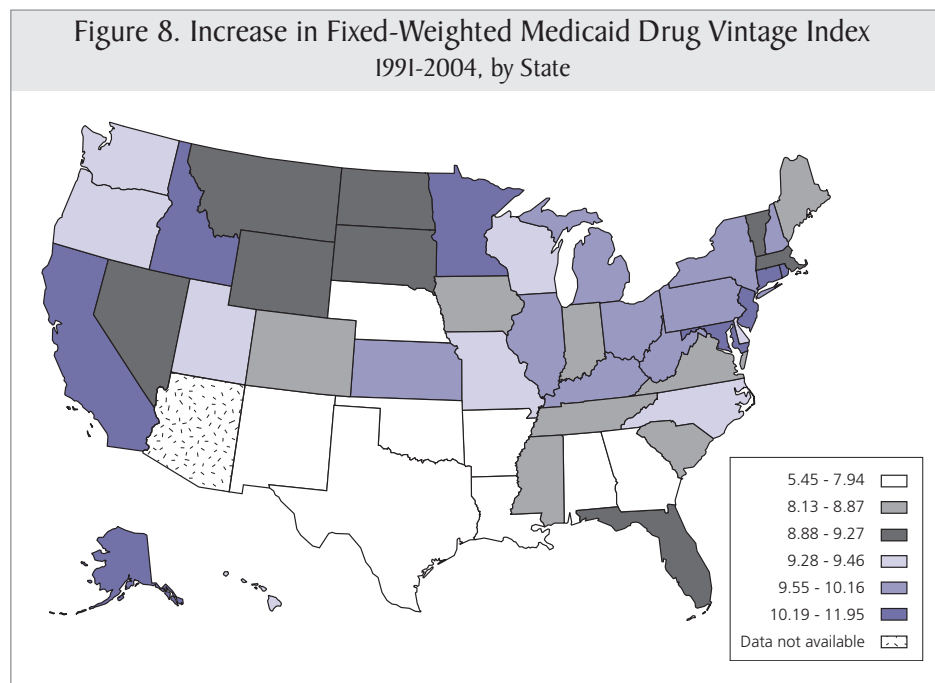 Figure 8. Increase in Fixed-Weighted Medicaid Drug Vintage Index
1991-2004, by State
5.45 - 7.94
8.13 - 8.87
8.88 - 9.27
9.28 - 9.46
9.55 - 10.16
10.19 - 11.95
Data not available